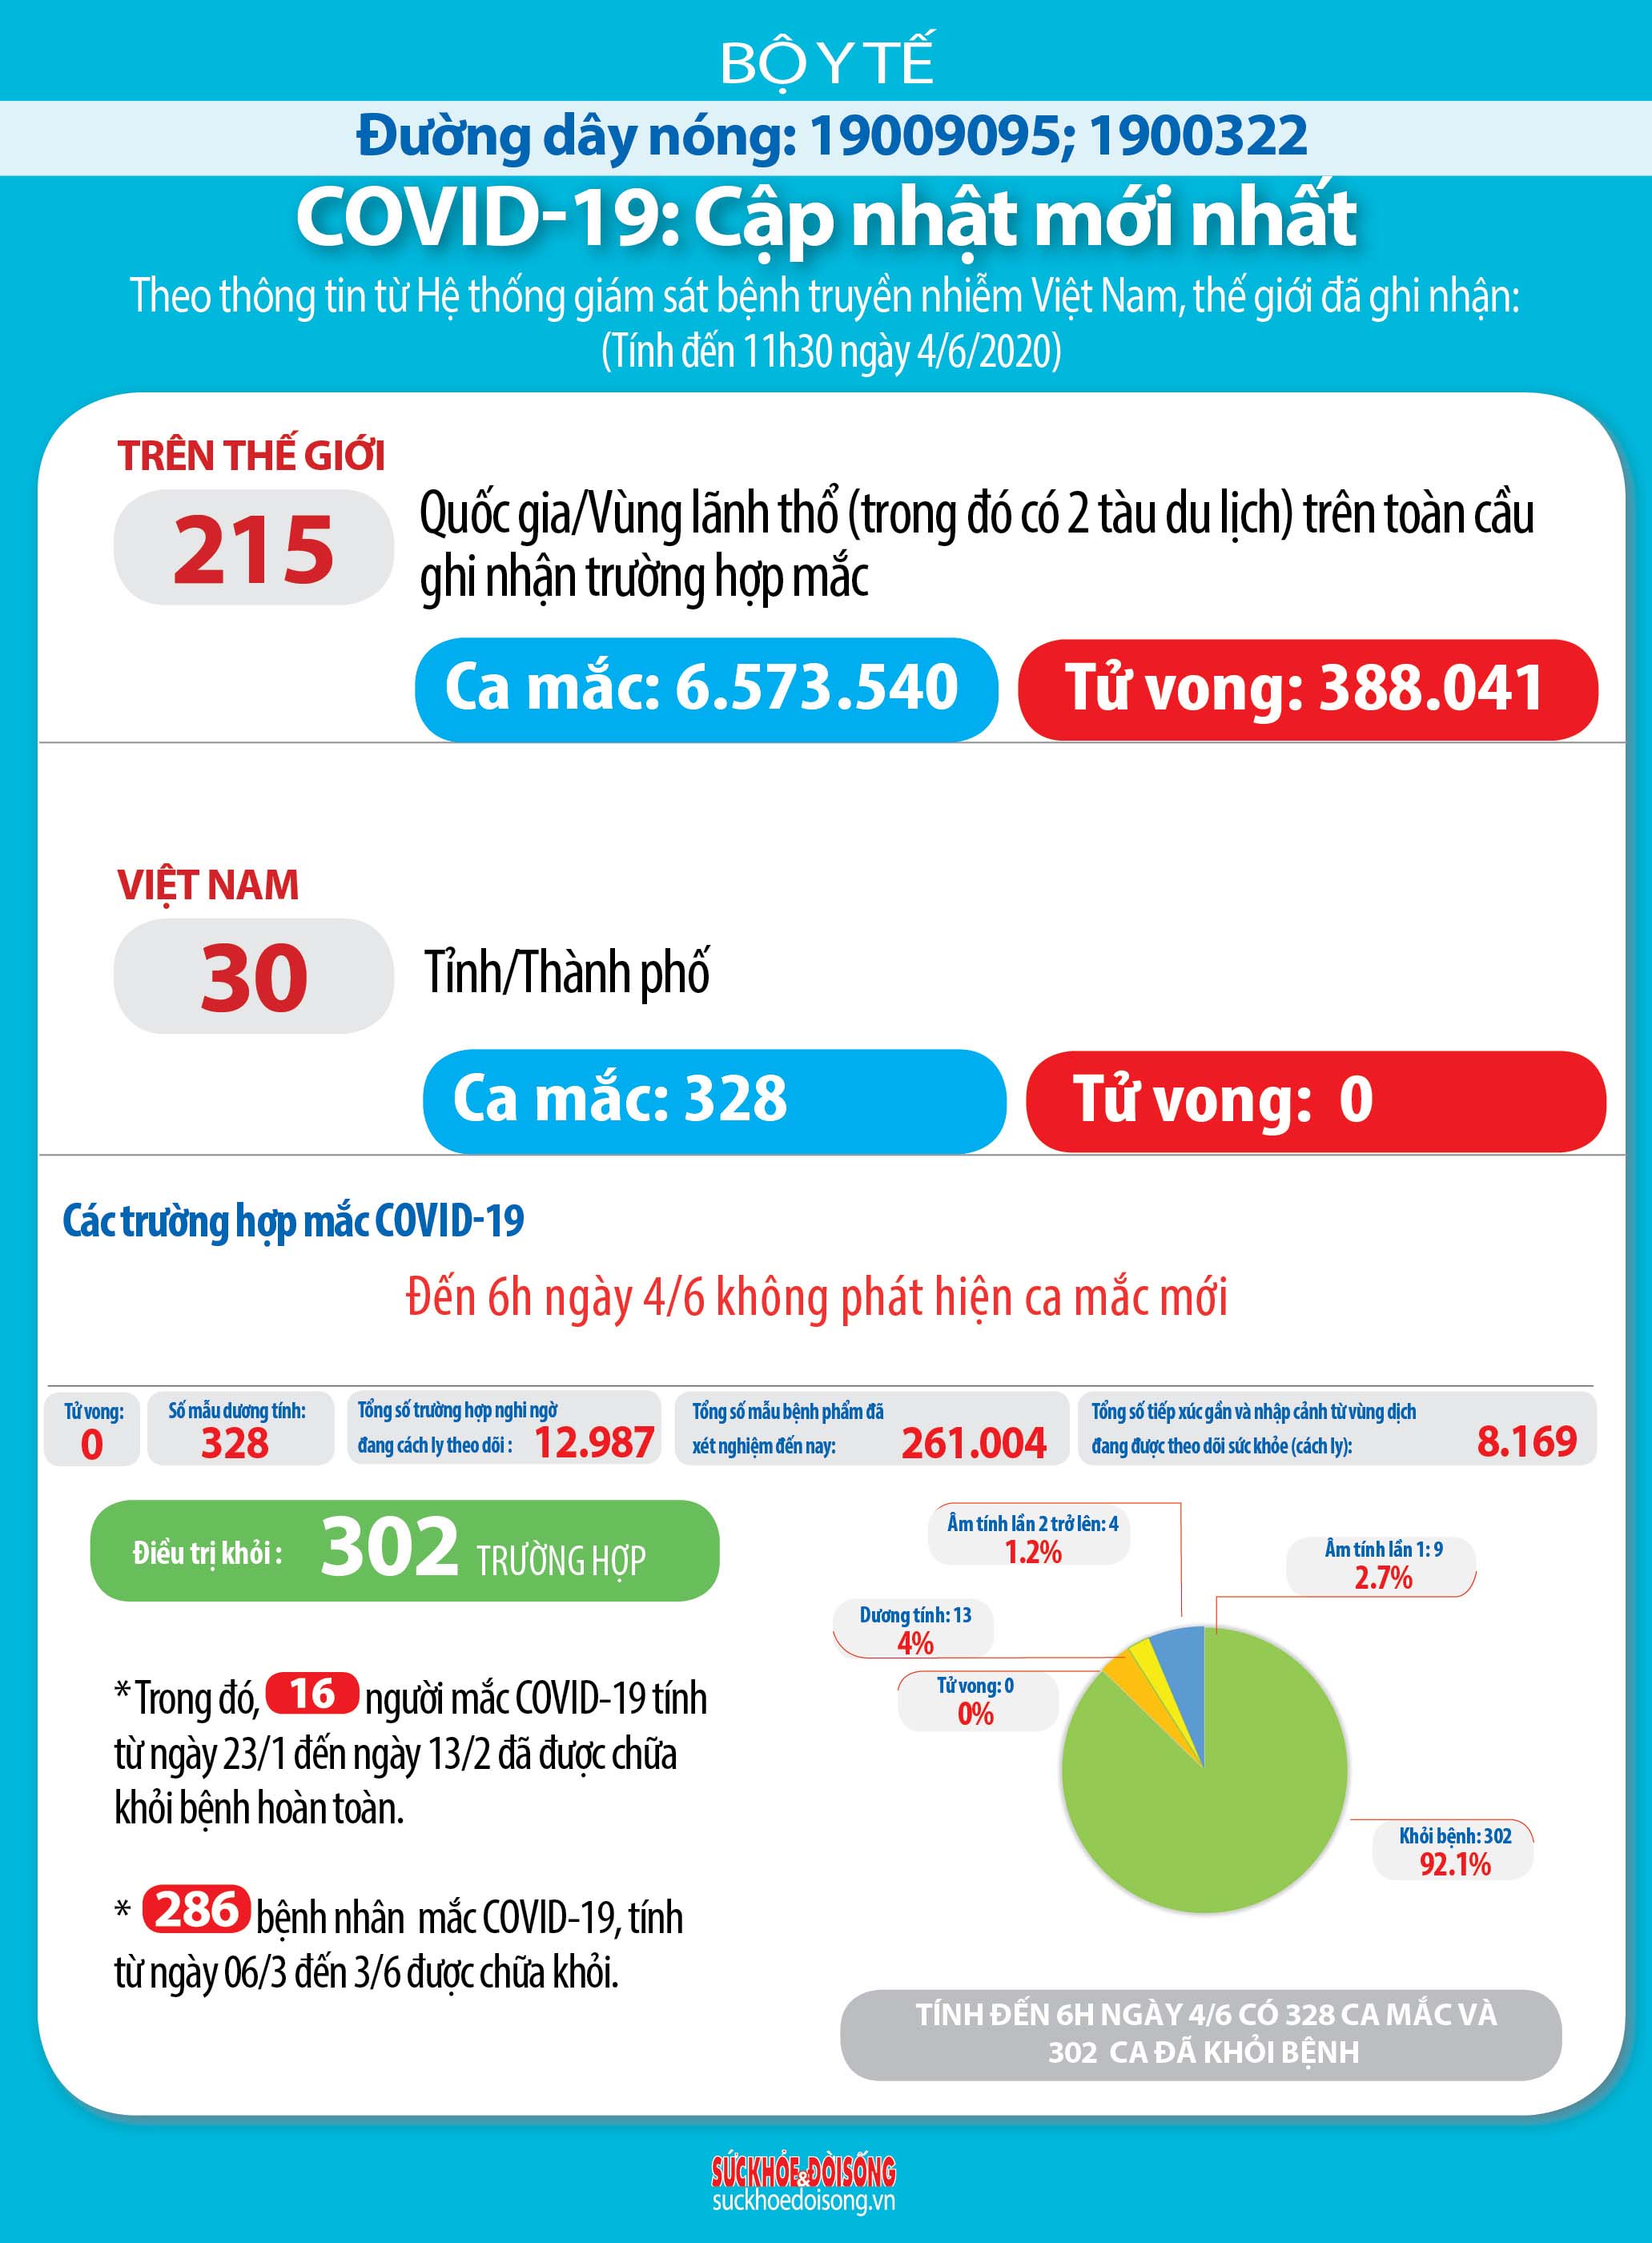 BỘ Y TẾ
Đường dây nóng: 19009095; 1900322
COVID-19: Cập nhật mới nhất
Theo thông tin từ Hệ thống giám sát bệnh truyền nhiễm Việt Nam, thế giới đã ghi nhận:
(Tính đến 11h30 ngày 4/6/2020)
TRÊN THẾ GIỚI
215
Quốc gia/Vùng lãnh thổ (trong đó có 2 tàu du lịch) trên toàn cầu
ghi nhận trường hợp mắc
Ca mắc: 6.573.540
Tử vong: 388.041
VIỆT NAM
30
Tỉnh/Thành phố
Ca mắc: 328
Tử vong: 0
Các trường hợp mắc COVID-19
Đến 6h ngày 4/6 không phát hiện ca mắc mới
Tử vong:
0
Số mẫu dương tính:
328
Tổng số trường hợp nghi ngờ
đang cách ly theo dõi : 12.987
Tổng số mẫu bệnh phẩm đã
xét nghiệm đến nay: 261.004
Tổng số tiếp xúc gần và nhập cảnh từ vùng dịch
đang được theo dõi sức khỏe (cách ly): 8.169
Điều trị khỏi : 302 TRƯỜNG HỢP
* Trong đó, 16 người mắc COVID-19 tính
từ ngày 23/1 đến ngày 13/2 đã được chữa
khỏi bệnh hoàn toàn.
* 286 bệnh nhân mắc COVID-19, tính
từ ngày 06/3 đến 3/6 được chữa khỏi.
Âm tính lần 2 trở lên: 4
1.2%
Âm tính lần 1: 9
2.7%
Dương tính: 13
4%
Tử vong: 0
0%
Khỏi bệnh: 302
92.1%
TÍNH ĐẾN 6H NGÀY 4/6 CÓ 328 CA MẮC VÀ
302 CA ĐÃ KHỎI BỆNH
SỨCKHỎE&ĐỜISỐNG
suckhoedoisong.vn